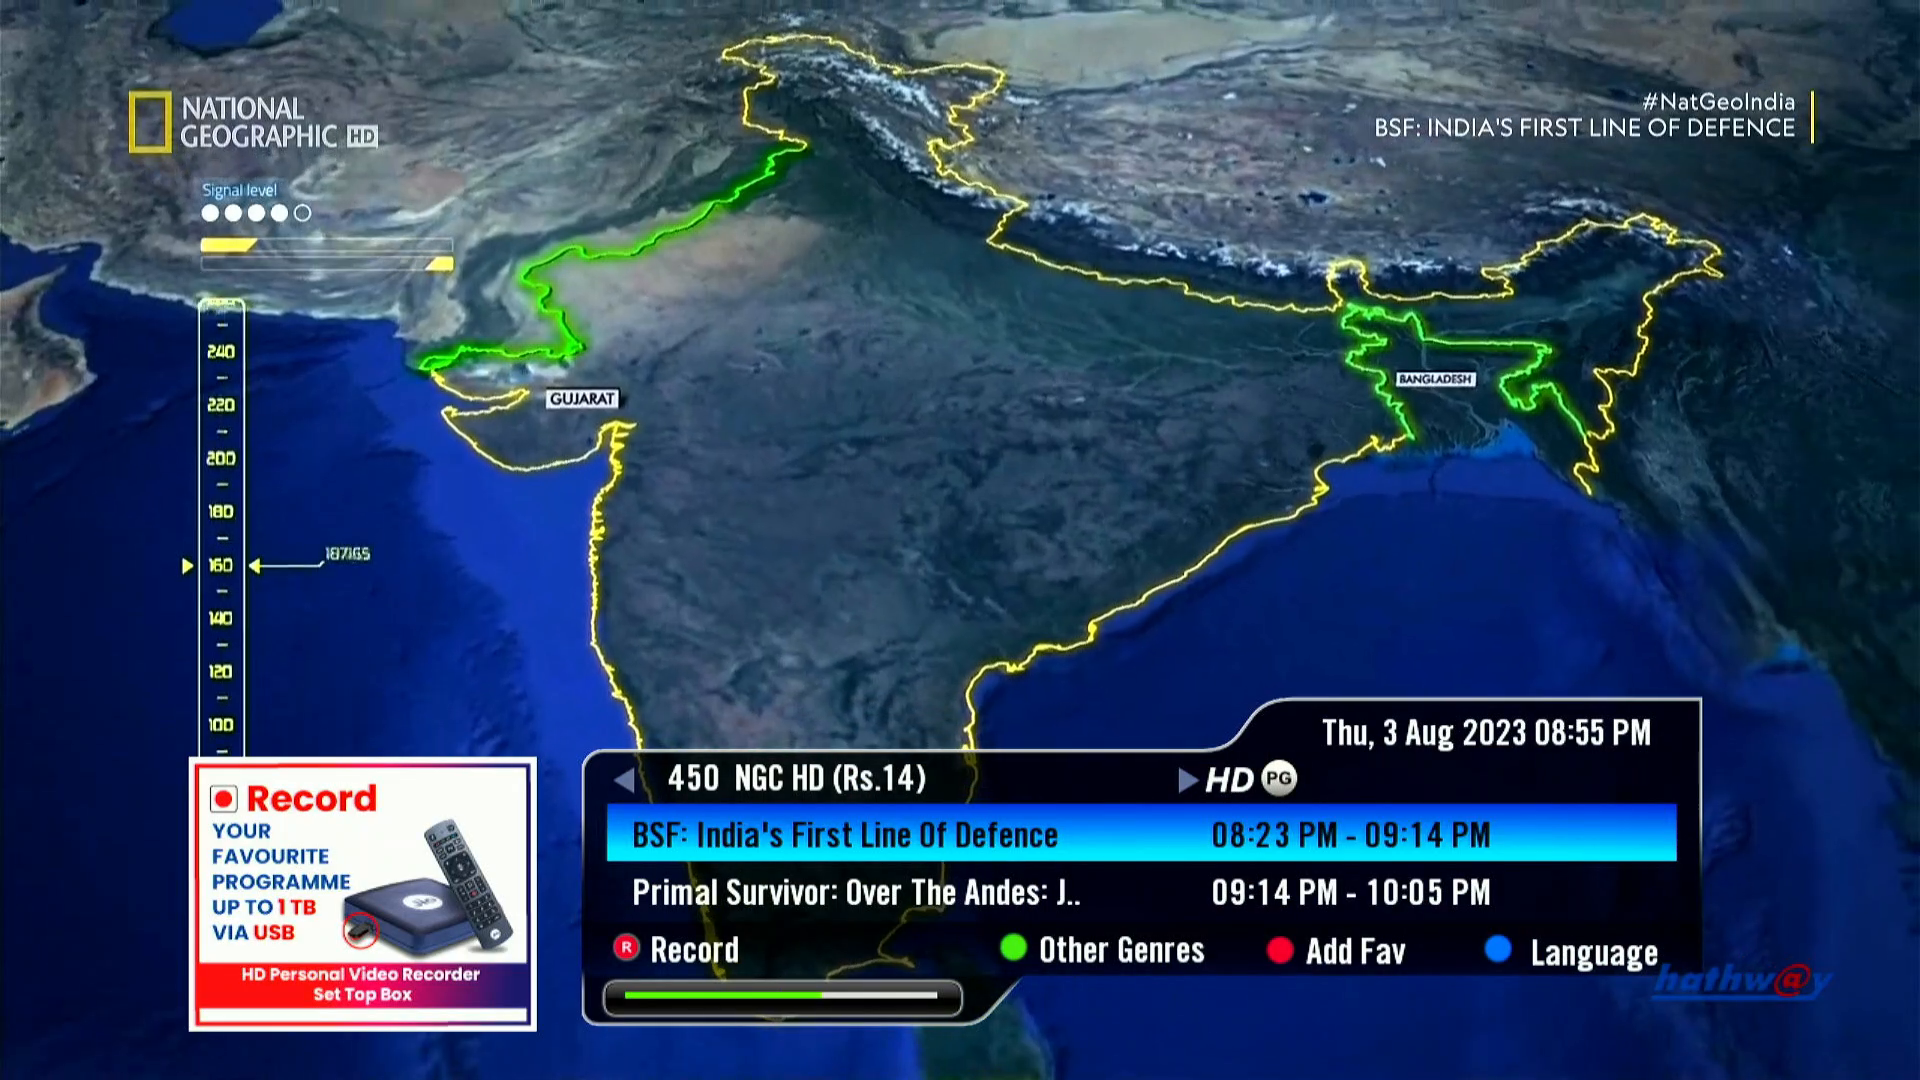 NATIONAL
GEOGRAPHIC HD
#NatGeoIndia
BSF: INDIA'S FIRST LINE OF DEFENCE
Signal level
240
220
200
180
160
140
120
100
187165
GUJARAT
BANGLADESH
Record
YOUR
FAVOURITE
PROGRAMME
UP TO 1 TB
VIA USB
HD Personal Video Recorder
Set Top Box
Thu, 3 Aug 2023 08:55 PM
450 NGC HD (Rs.14)
HD PG
BSF: India's First Line Of Defence 08:23 PM - 09:14 PM
Primal Survivor: Over The Andes: J.. 09:14 PM - 10:05 PM
R Record Other Genres Add Fav Language
hathw@y